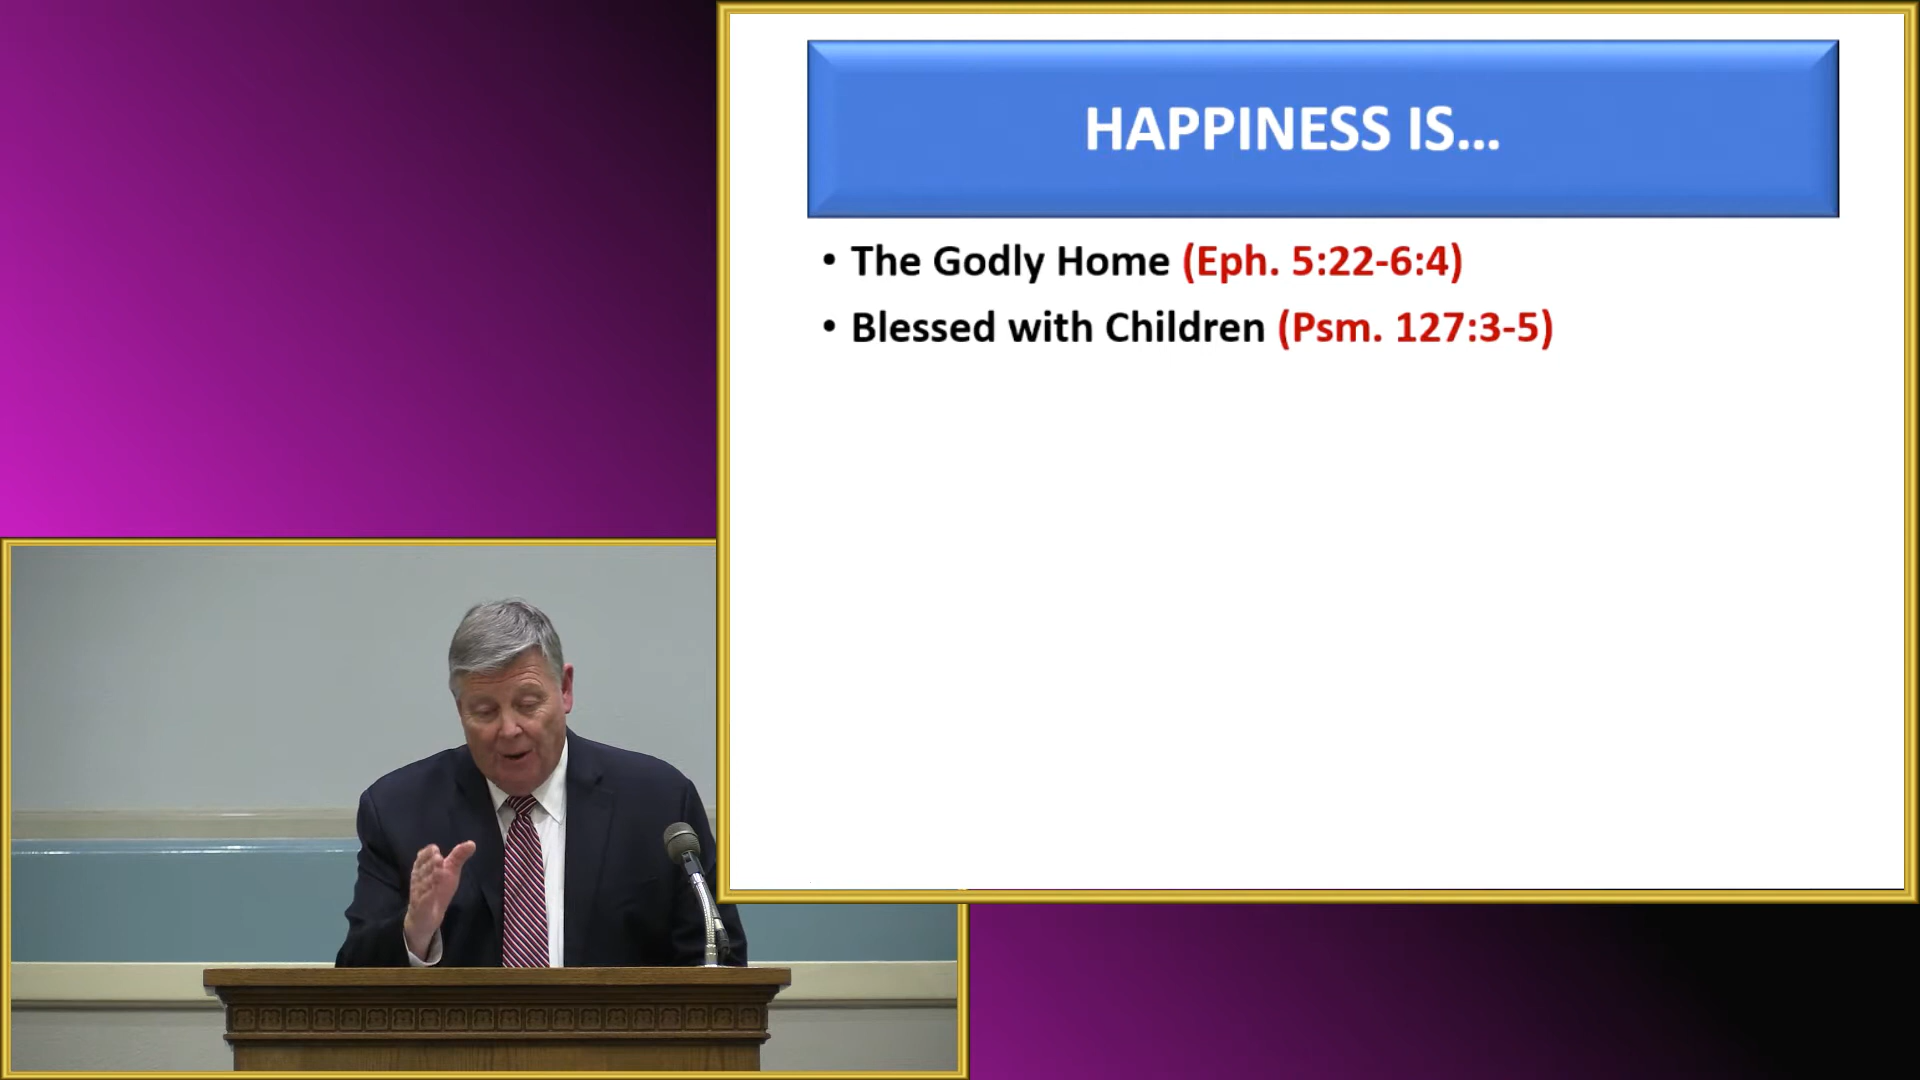 HAPPINESS IS...
• The Godly Home (Eph. 5:22-6:4)
• Blessed with Children (Psm. 127:3-5)